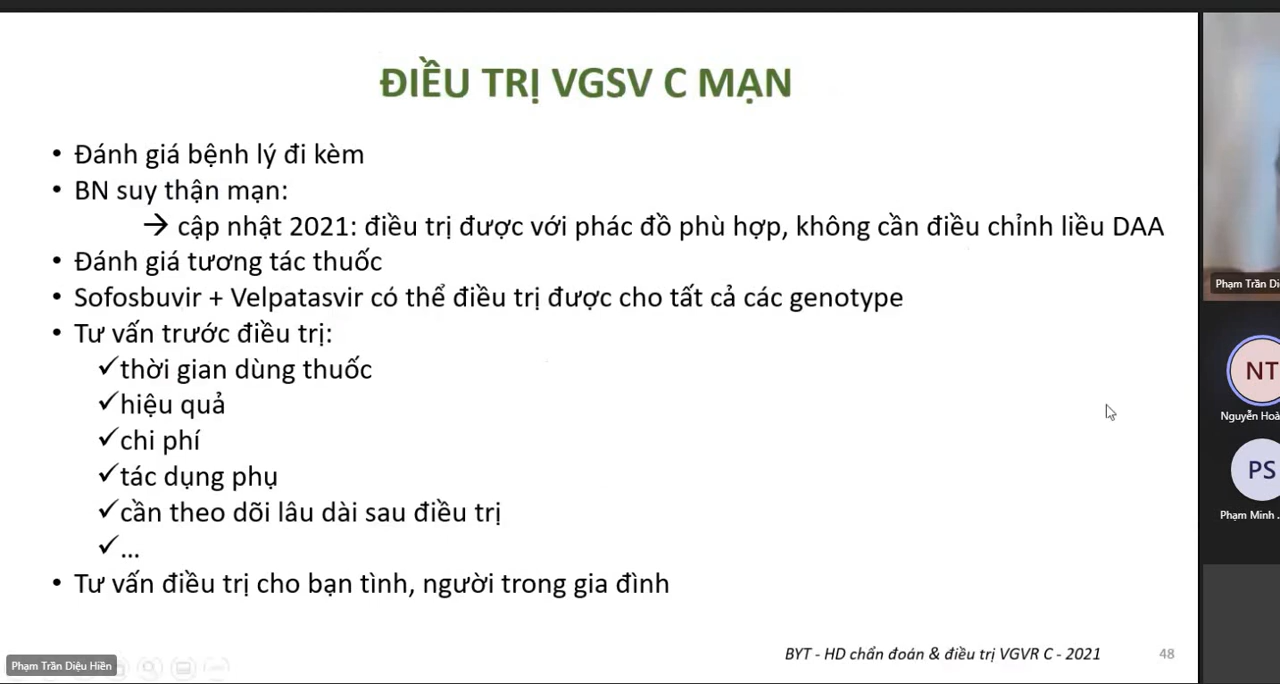 ĐIỀU TRỊ VGSV C MẠN
• Đánh giá bệnh lý đi kèm
• BN suy thận mạn:
→ cập nhật 2021: điều trị được với phác đồ phù hợp, không cần điều chỉnh liều DAA
• Đánh giá tương tác thuốc
• Sofosbuvir + Velpatasvir có thể điều trị được cho tất cả các genotype
• Tư vấn trước điều trị:
✓thời gian dùng thuốc
✓hiệu quả
✓chi phí
✓tác dụng phụ
✓cần theo dõi lâu dài sau điều trị
✓...
• Tư vấn điều trị cho bạn tình, người trong gia đình
BYT - HD chẩn đoán & điều trị VGVR C - 2021
48
Phạm Trần Diệu Hiền
Phạm Trần Di
NT
Nguyễn Hoà
PS
Phạm Minh ...